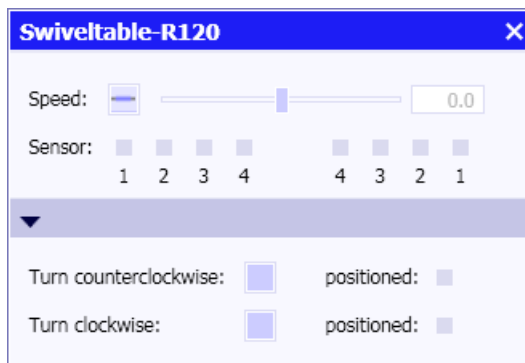 Swiveltable-R120
Speed: 0.0
Sensor:
1 2 3 4 4 3 2 1
Turn counterclockwise: positioned:
Turn clockwise: positioned: